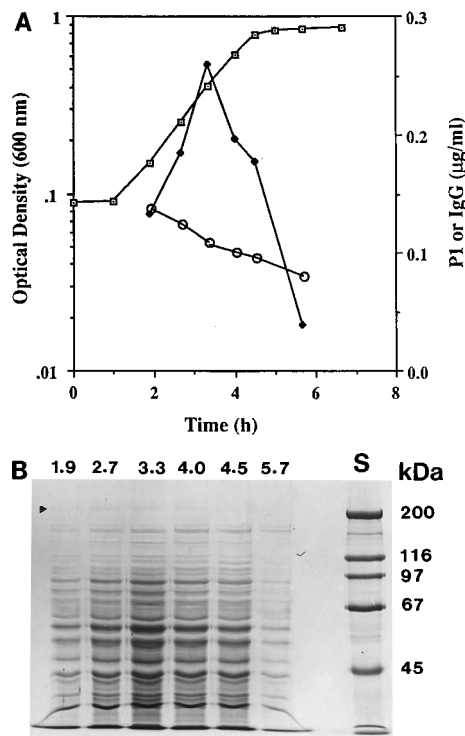 A
Optical Density (600 nm)
1
.1
.01
0.3
0.2
0.1
0.0
P1 or IgG (µg/ml)
0 2 4 6 8
Time (h)
B 1.9 2.7 3.3 4.0 4.5 5.7 S kDa
200
116
97
67
45